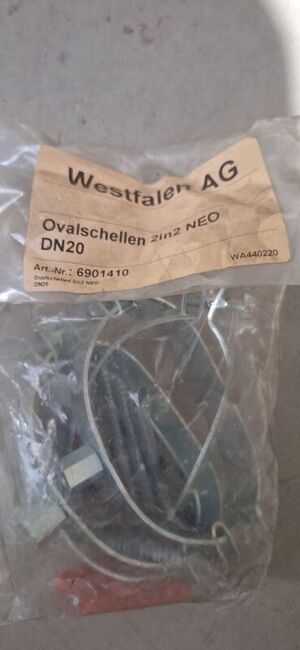 Westfalen AG
Ovalschellen 2in2 NEO
DN20
WA440220
Art.-Nr.: 6901410
Ovalschellen 2in2 NEO
DN20